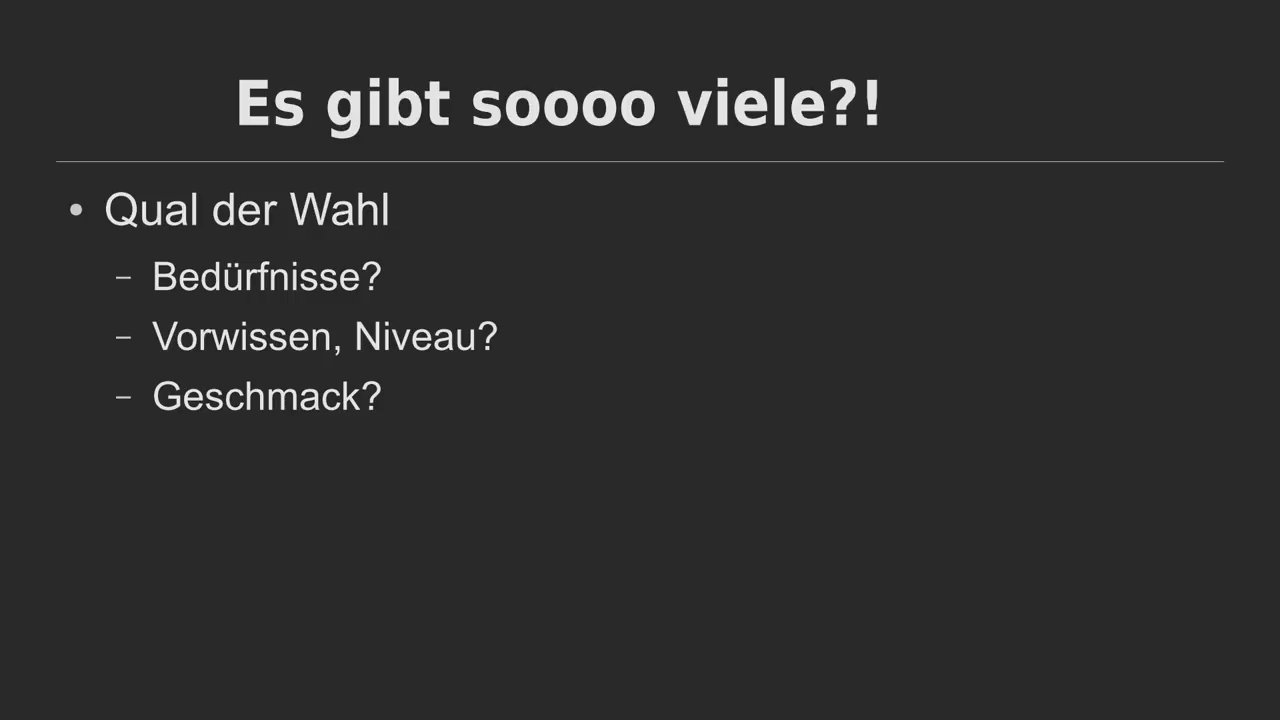 Es gibt soooo viele?!
• Qual der Wahl
– Bedürfnisse?
– Vorwissen, Niveau?
– Geschmack?